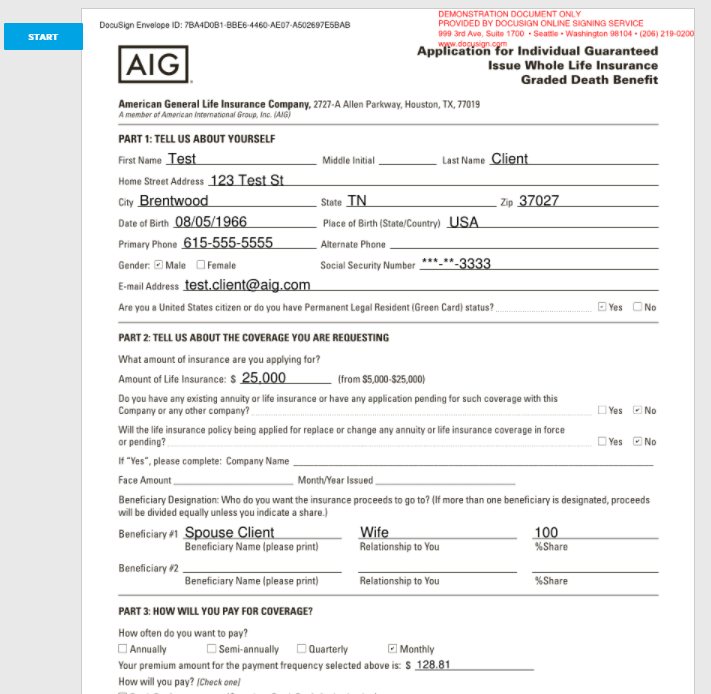 START
DocuSign Envelope ID: 7BA4D0B1-BBE6-4460-AE07-A502697E5BAB
DEMONSTRATION DOCUMENT ONLY
PROVIDED BY DOCUSIGN ONLINE SIGNING SERVICE
999 3rd Ave, Suite 1700 • Seattle • Washington 98104 • (206) 219-0200
www.docusign.com
AIG
Application for Individual Guaranteed
Issue Whole Life Insurance
Graded Death Benefit
American General Life Insurance Company, 2727-A Allen Parkway, Houston, TX, 77019
A member of American International Group, Inc. (AIG)
PART 1: TELL US ABOUT YOURSELF
First Name Test Middle Initial Last Name Client
Home Street Address 123 Test St
City Brentwood State TN Zip 37027
Date of Birth 08/05/1966 Place of Birth (State/Country) USA
Primary Phone 615-555-5555 Alternate Phone
Gender: Male Female Social Security Number ***-**-3333
E-mail Address test.client@aig.com
Are you a United States citizen or do you have Permanent Legal Resident (Green Card) status? Yes No
PART 2: TELL US ABOUT THE COVERAGE YOU ARE REQUESTING
What amount of insurance are you applying for?
Amount of Life Insurance: $ 25,000 (from $5,000-$25,000)
Do you have any existing annuity or life insurance or have any application pending for such coverage with this
Company or any other company? Yes No
Will the life insurance policy being applied for replace or change any annuity or life insurance coverage in force
or pending? Yes No
If "Yes", please complete: Company Name
Face Amount Month/Year Issued
Beneficiary Designation: Who do you want the insurance proceeds to go to? (If more than one beneficiary is designated, proceeds
will be divided equally unless you indicate a share.)
Beneficiary #1 Spouse Client Wife 100
Beneficiary Name (please print) Relationship to You %Share
Beneficiary #2
Beneficiary Name (please print) Relationship to You %Share
PART 3: HOW WILL YOU PAY FOR COVERAGE?
How often do you want to pay?
Annually Semi-annually Quarterly Monthly
Your premium amount for the payment frequency selected above is: $ 128.81
How will you pay? [Check one]